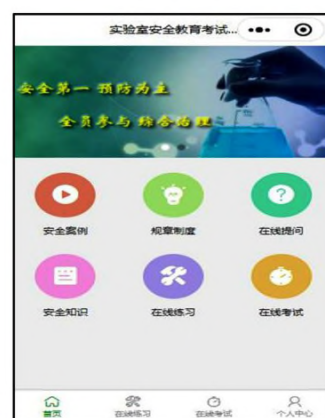 实验室安全教育考试...
安全第一 预防为主
全员参与 综合治理
安全案例 规章制度 在线提问
安全知识 在线练习 在线考试
首页 在线练习 在线考试 个人中心